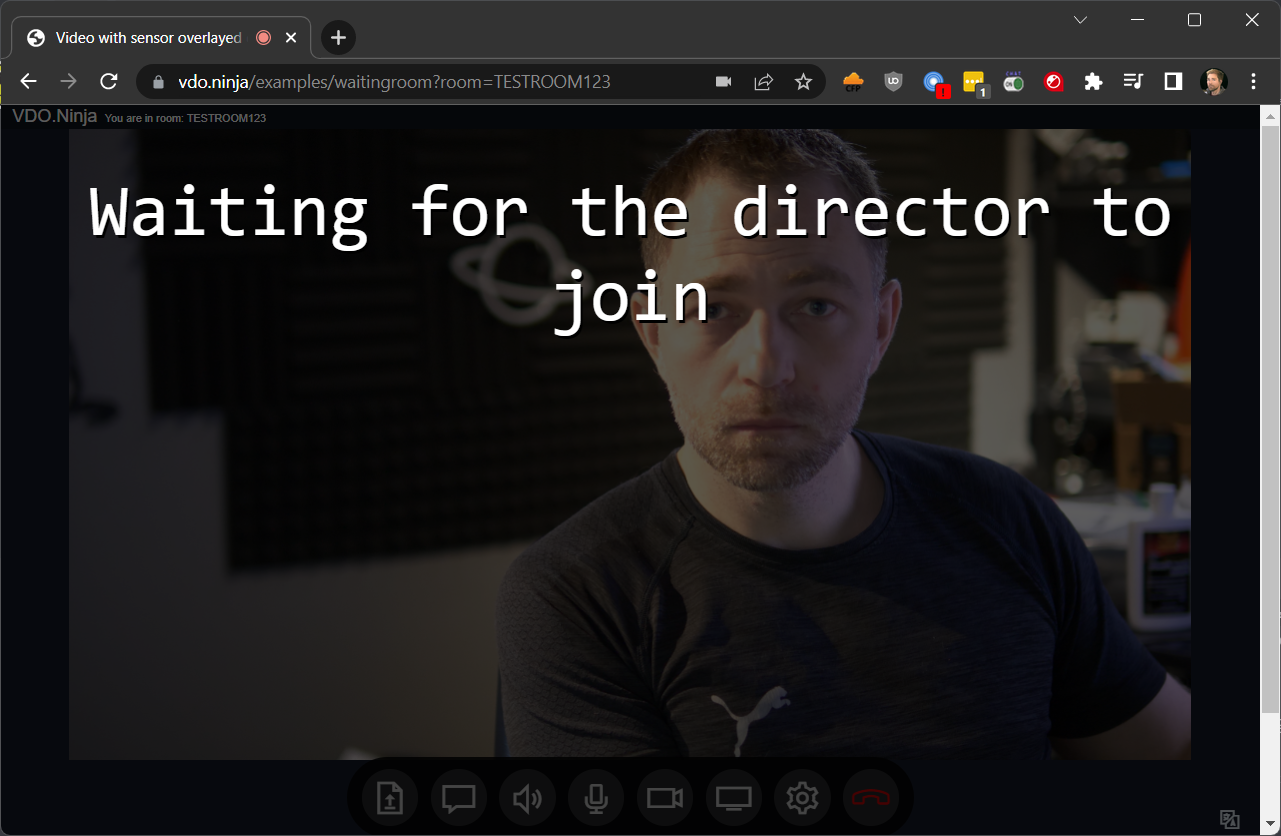 Video with sensor overlayed
vdo.ninja/examples/waitingroom?room=TESTROOM123
CFP
UO
!
1
VDO.Ninja You are in room: TESTROOM123
Waiting for the director to
join